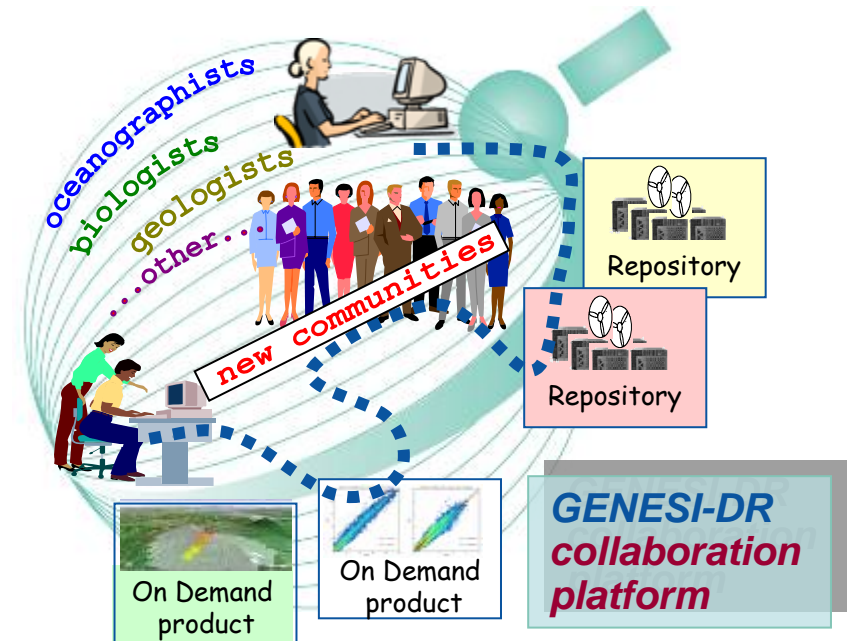 oceanographists
biologists
geologists
...other...
new communities
Repository
Repository
On Demand
product
On Demand
product
GENESI-DR
collaboration
platform